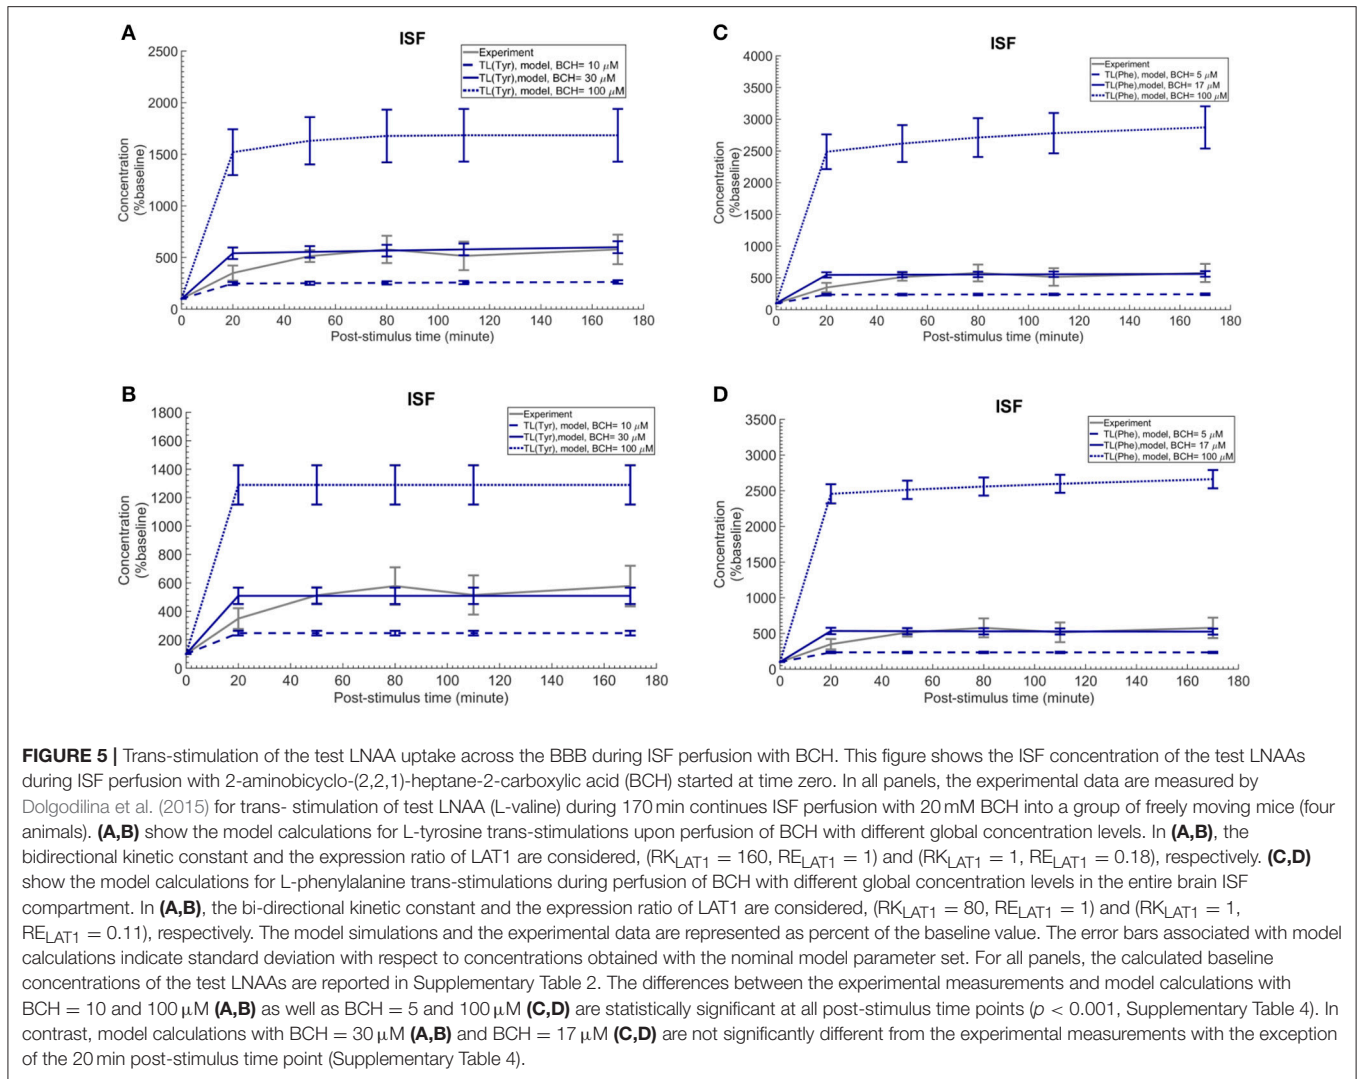 A
ISF
2500
2000
1500
1000
500
0
Concentration
(%baseline)
Experiment
TL(Tyr), model, BCH= 10 μM
TL(Tyr),model, BCH= 30 μM
TL(Tyr), model, BCH= 100 μM
0 20 40 60 80 100 120 140 160 180
Post-stimulus time (minute)
C
ISF
4000
3500
3000
2500
2000
1500
1000
500
0
Concentration
(%baseline)
Experiment
TL(Phe), model, BCH= 5 μM
TL(Phe),model, BCH= 17 μM
TL(Phe), model, BCH= 100 μM
0 20 40 60 80 100 120 140 160 180
Post-stimulus time (minute)
B
ISF
1800
1600
1400
1200
1000
800
600
400
200
0
Concentration
(%baseline)
Experiment
TL(Tyr), model, BCH= 10 μM
TL(Tyr),model, BCH= 30 μM
TL(Tyr), model, BCH= 100 μM
0 20 40 60 80 100 120 140 160 180
Post-stimulus time (minute)
D
ISF
3500
3000
2500
2000
1500
1000
500
0
Concentration
(%baseline)
Experiment
TL(Phe), model, BCH= 5 μM
TL(Phe),model, BCH= 17 μM
TL(Phe), model, BCH= 100 μM
0 20 40 60 80 100 120 140 160 180
Post-stimulus time (minute)
FIGURE 5 | Trans-stimulation of the test LNAA uptake across the BBB during ISF perfusion with BCH. This figure shows the ISF concentration of the test LNAAs
during ISF perfusion with 2-aminobicyclo-(2,2,1)-heptane-2-carboxylic acid (BCH) started at time zero. In all panels, the experimental data are measured by
Dolgodilina et al. (2015) for trans- stimulation of test LNAA (L-valine) during 170 min continues ISF perfusion with 20 mM BCH into a group of freely moving mice (four
animals). (A,B) show the model calculations for L-tyrosine trans-stimulations upon perfusion of BCH with different global concentration levels. In (A,B), the
bidirectional kinetic constant and the expression ratio of LAT1 are considered, (RKLAT1 = 160, RELAT1 = 1) and (RKLAT1 = 1, RELAT1 = 0.18), respectively. (C,D)
show the model calculations for L-phenylalanine trans-stimulations during perfusion of BCH with different global concentration levels in the entire brain ISF
compartment. In (A,B), the bi-directional kinetic constant and the expression ratio of LAT1 are considered, (RKLAT1 = 80, RELAT1 = 1) and (RKLAT1 = 1,
RELAT1 = 0.11), respectively. The model simulations and the experimental data are represented as percent of the baseline value. The error bars associated with model
calculations indicate standard deviation with respect to concentrations obtained with the nominal model parameter set. For all panels, the calculated baseline
concentrations of the test LNAAs are reported in Supplementary Table 2. The differences between the experimental measurements and model calculations with
BCH = 10 and 100 μM (A,B) as well as BCH = 5 and 100 μM (C,D) are statistically significant at all post-stimulus time points (p < 0.001, Supplementary Table 4). In
contrast, model calculations with BCH = 30 μM (A,B) and BCH = 17 μM (C,D) are not significantly different from the experimental measurements with the exception
of the 20 min post-stimulus time point (Supplementary Table 4).